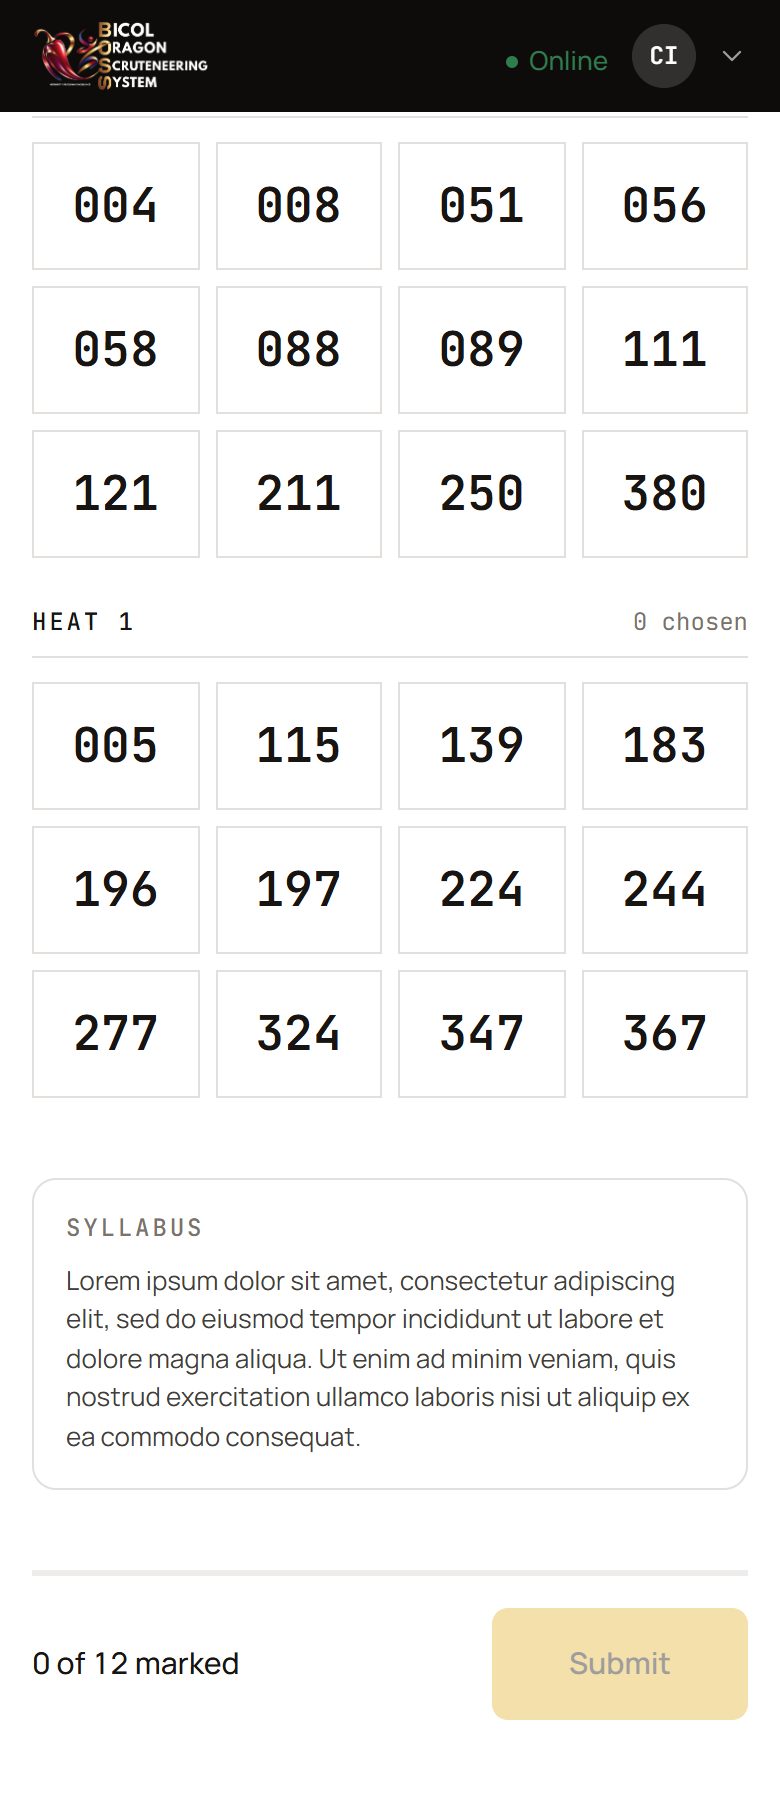 BICOL
DRAGON
SCRUTENEERING
SYSTEM
Online
CI
004 008 051 056
058 088 089 111
121 211 250 380
HEAT 1 0 chosen
005 115 139 183
196 197 224 244
277 324 347 367
SYLLABUS
Lorem ipsum dolor sit amet, consectetur adipiscing
elit, sed do eiusmod tempor incididunt ut labore et
dolore magna aliqua. Ut enim ad minim veniam, quis
nostrud exercitation ullamco laboris nisi ut aliquip ex
ea commodo consequat.
0 of 12 marked Submit